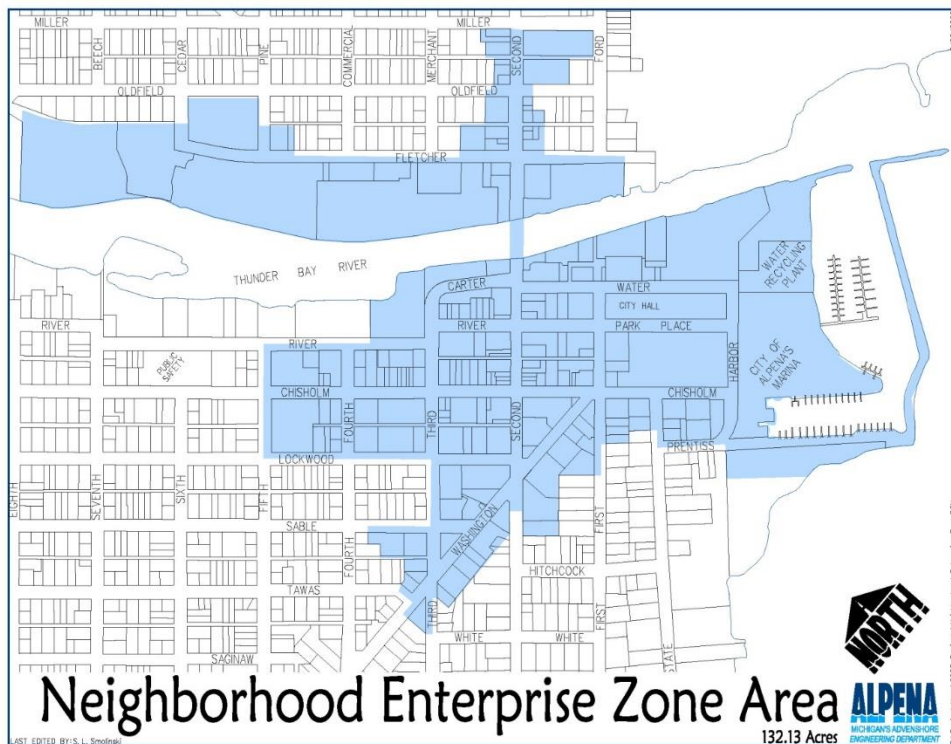 MILLER
MILLER
BEECH
CEDAR
PINE
COMMERCIAL
MERCHANT
SECOND
FORD
OLDFIELD
OLDFIELD
FLETCHER
THUNDER BAY RIVER
CARTER
WATER
WATER
RECYCLING
PLANT
CITY HALL
RIVER
RIVER
PARK PLACE
RIVER
PUBLIC
SAFETY
HARBOR
CITY OF
ALPENA'S
MARINA
CHISHOLM
CHISHOLM
FOURTH
THIRD
SECOND
PRENTISS
LOCKWOOD
EIGHTH
SEVENTH
SIXTH
FIFTH
WASHINGTON
FIRST
SABLE
FOURTH
HITCHCOCK
TAWAS
THIRD
FIRST
WHITE
WHITE
STATE
SAGINAW
NORTH
Neighborhood Enterprise Zone Area
132.13 Acres
ALPENA
MICHIGAN'S ADVENSHORE
ENGINEERING DEPARTMENT
LAST EDITED BY: S. L. Smolinski